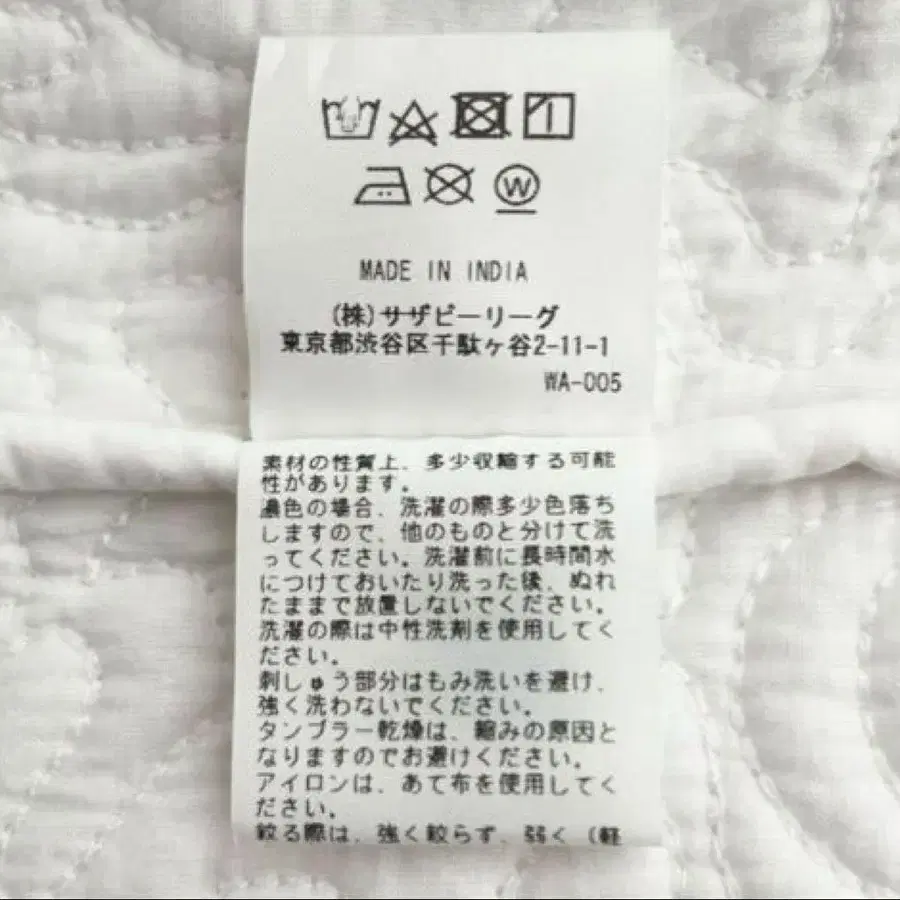 W
MADE IN INDIA
(株)サザビーリーグ
東京都渋谷区千駄ヶ谷2-11-1
WA-005
素材の性質上、多少収縮する可能
性があります。
濃色の場合、洗濯の際多少色落ち
しますので、他のものと分けて洗
ってください。洗濯前に長時間水
につけておいたり洗った後、ぬれ
たままで放置しないでください。
洗濯の際は中性洗剤を使用してく
ださい。
刺しゅう部分はもみ洗いを避け、
強く洗わないでください。
タンブラー乾燥は、縮みの原因と
なりますのでお避けください。
アイロンは、あて布を使用してく
ださい。
絞る際は、強く絞らず、弱く（軽